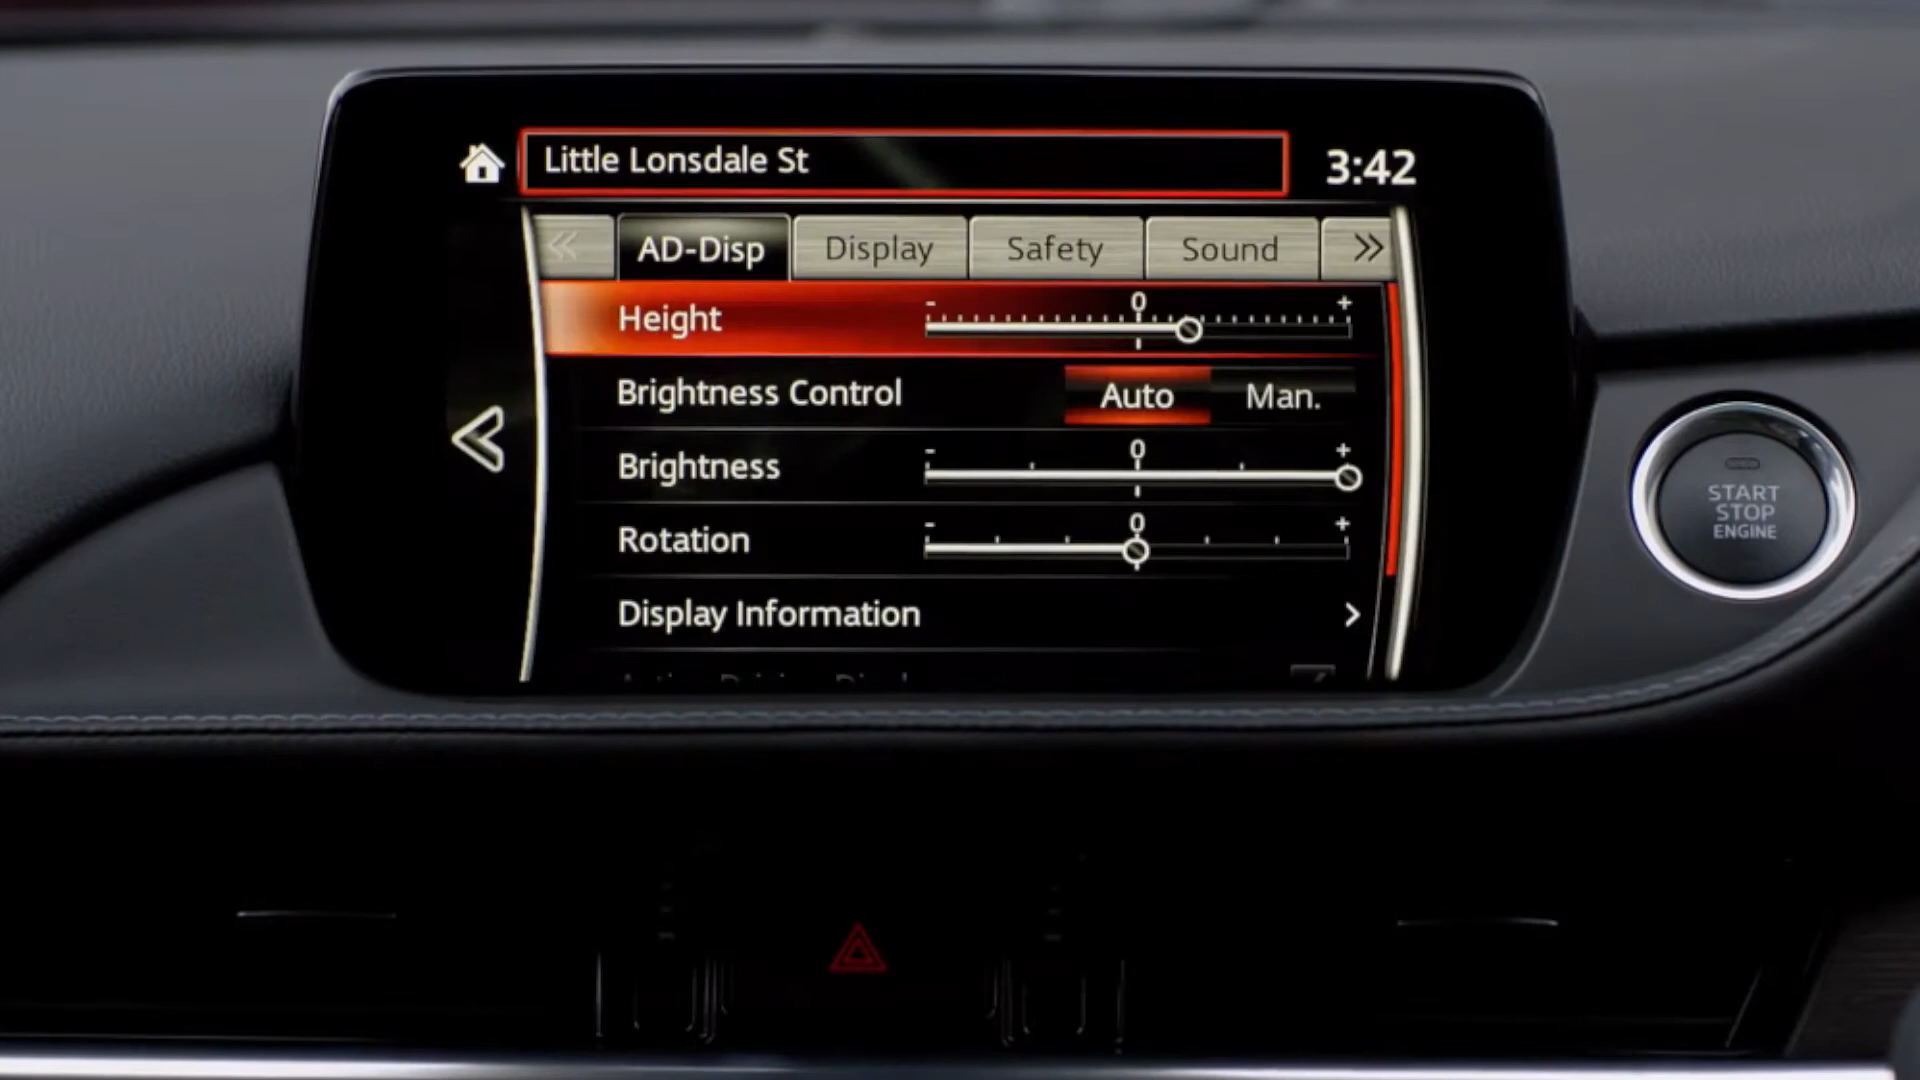 Little Lonsdale St
3:42
« AD-Disp Display Safety Sound »
Height - 0 +
Brightness Control Auto Man.
Brightness - 0 +
Rotation - 0 +
Display Information >
START
STOP
ENGINE